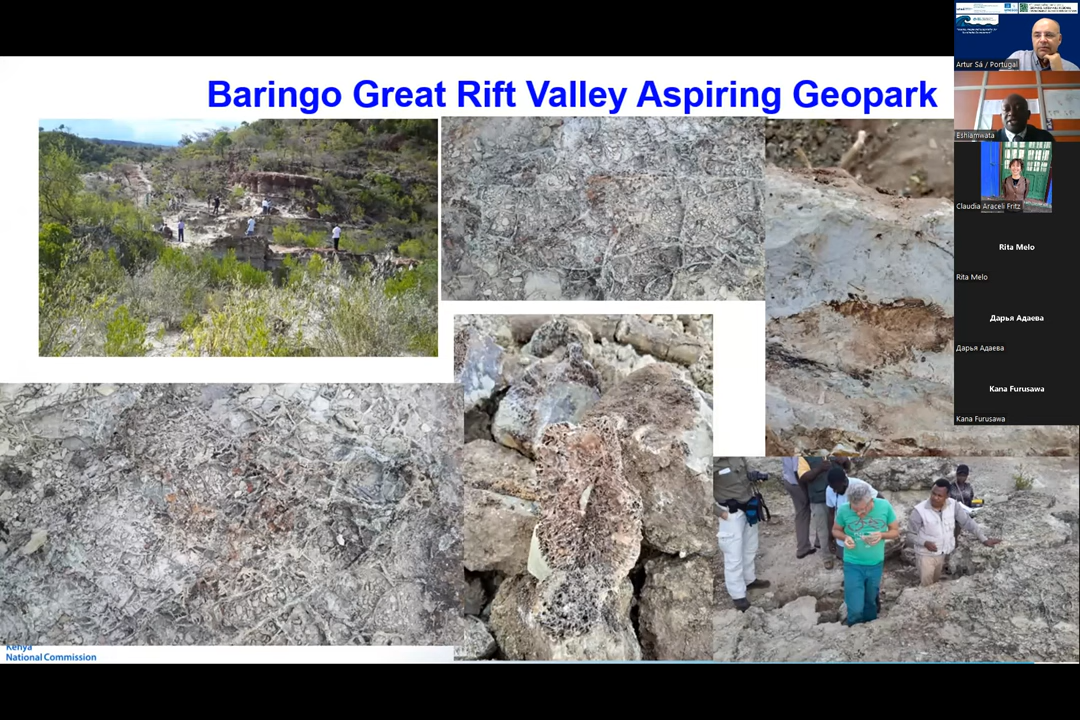 Baringo Great Rift Valley Aspiring Geopark
Kenya
National Commission
Artur Sá / Portugal
Eshiamwata
Claudia Araceli Fritz
Rita Melo
Rita Melo
Дарья Адаева
Дарья Адаева
Kana Furusawa
Kana Furusawa